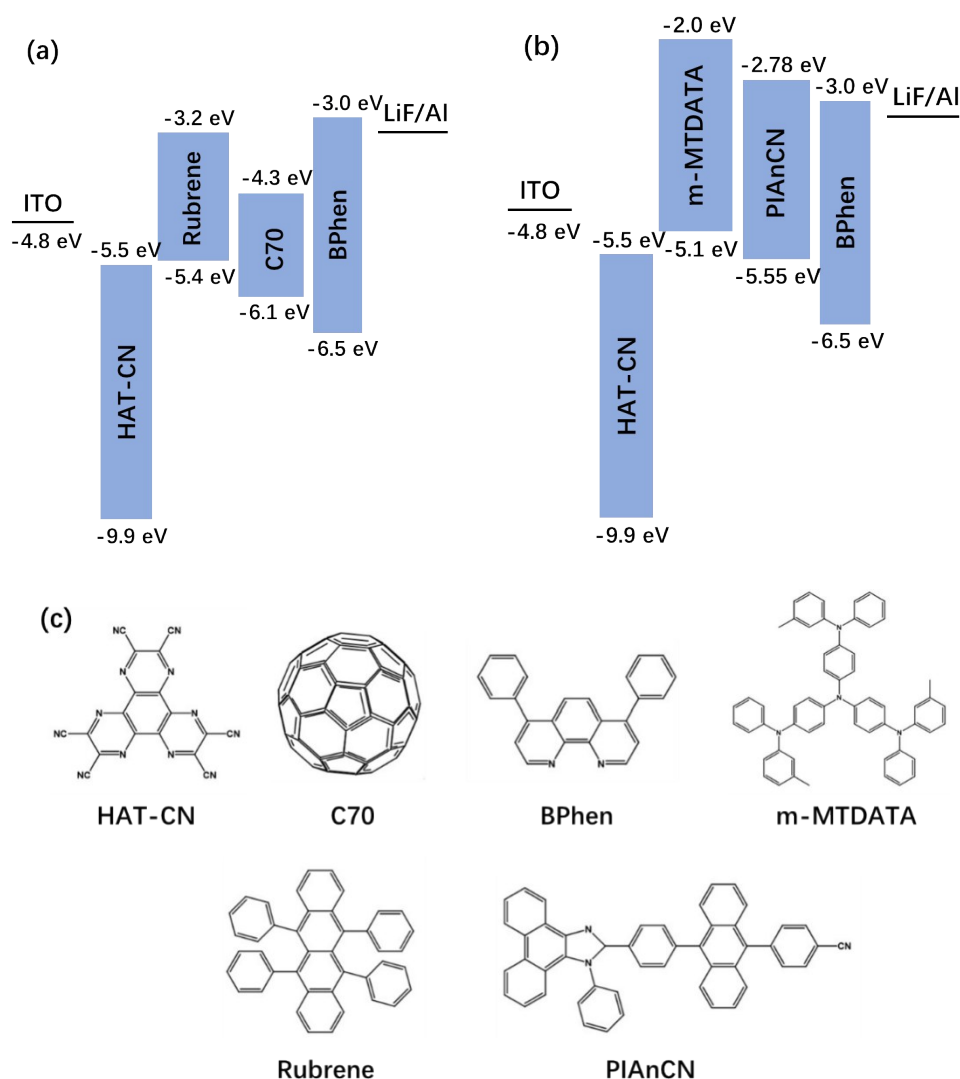 (a)
-3.0 eV
LiF/Al
-3.2 eV
Rubrene
-4.3 eV
ITO
-4.8 eV
-5.5 eV
C70
BPhen
-5.4 eV
-6.1 eV
-6.5 eV
HAT-CN
-9.9 eV
(b)
-2.0 eV
-2.78 eV
-3.0 eV
LiF/Al
m-MTDATA
PIAnCN
BPhen
ITO
-4.8 eV
-5.5 eV
-5.1 eV
-5.55 eV
-6.5 eV
HAT-CN
-9.9 eV
(c)
NC CN
N N
NC N N CN
NC N N CN
HAT-CN
C70
N N
BPhen
N
N
N N
m-MTDATA
Rubrene
N
N
CN
PIAnCN